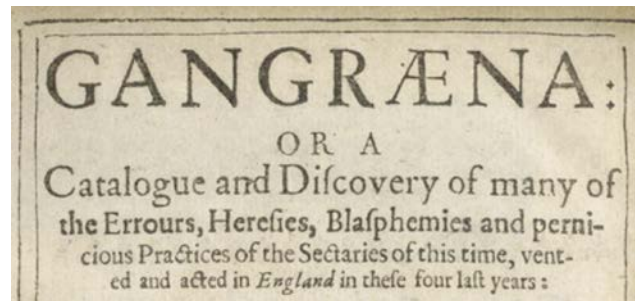 GANGRÆNA:
OR A
Catalogue and Diſcovery of many of
the Errours, Hereſies, Blaſphemies and perni-
cious Practices of the Sectaries of this time, vent-
ed and acted in England in theſe four laſt years: